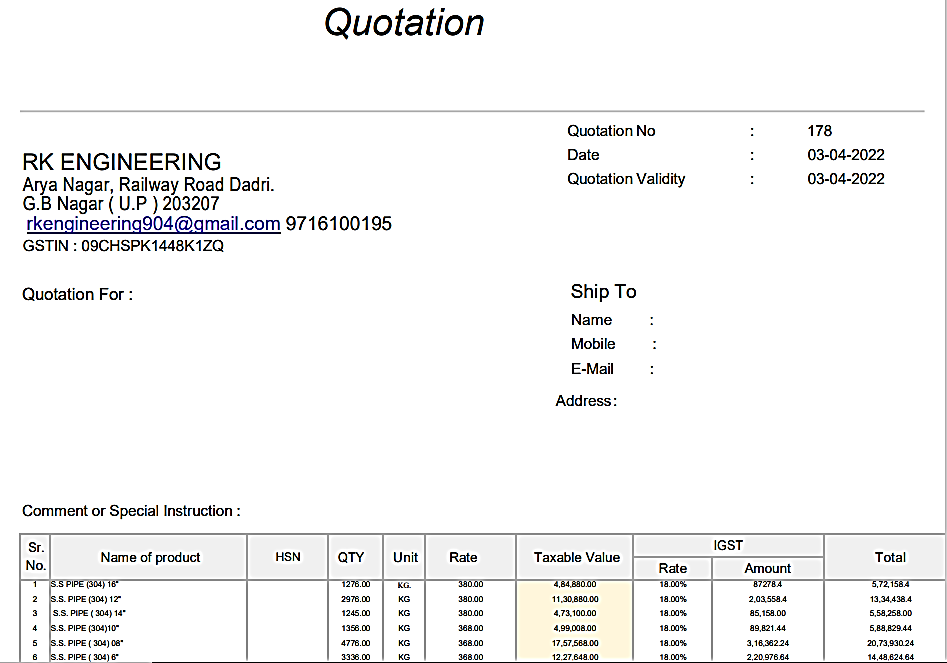 Quotation
Quotation No : 178
Date : 03-04-2022
Quotation Validity : 03-04-2022
RK ENGINEERING
Arya Nagar, Railway Road Dadri.
G.B Nagar ( U.P ) 203207
rkengineering904@gmail.com 9716100195
GSTIN : 09CHSPK1448K1ZQ
Quotation For :
Ship To
Name :
Mobile :
E-Mail :
Address:
Comment or Special Instruction :
Sr. No. Name of product HSN QTY Unit Rate Taxable Value IGST Rate Amount Total
1 S.S PIPE (304) 16" 1276.00 KG. 380.00 4,84,880.00 18.00% 87278.4 5,72,158.4
2 S.S. PIPE (304) 12" 2976.00 KG 380.00 11,30,880.00 18.00% 2,03,558.4 13,34,438.4
3 S.S. PIPE ( 304) 14" 1245.00 KG 380.00 4,73,100.00 18.00% 85,158.00 5,58,258.00
4 S.S. PIPE (304)10" 1356.00 KG 368.00 4,99,008.00 18.00% 89,821.44 5,88,829.44
5 S.S. PIPE ( 304) 08" 4776.00 KG 368.00 17,57,568.00 18.00% 3,16,362.24 20,73,930.24
6 S.S. PIPE ( 304) 6" 3336.00 KG 368.00 12,27,648.00 18.00% 2,20,976.64 14,48,624.64